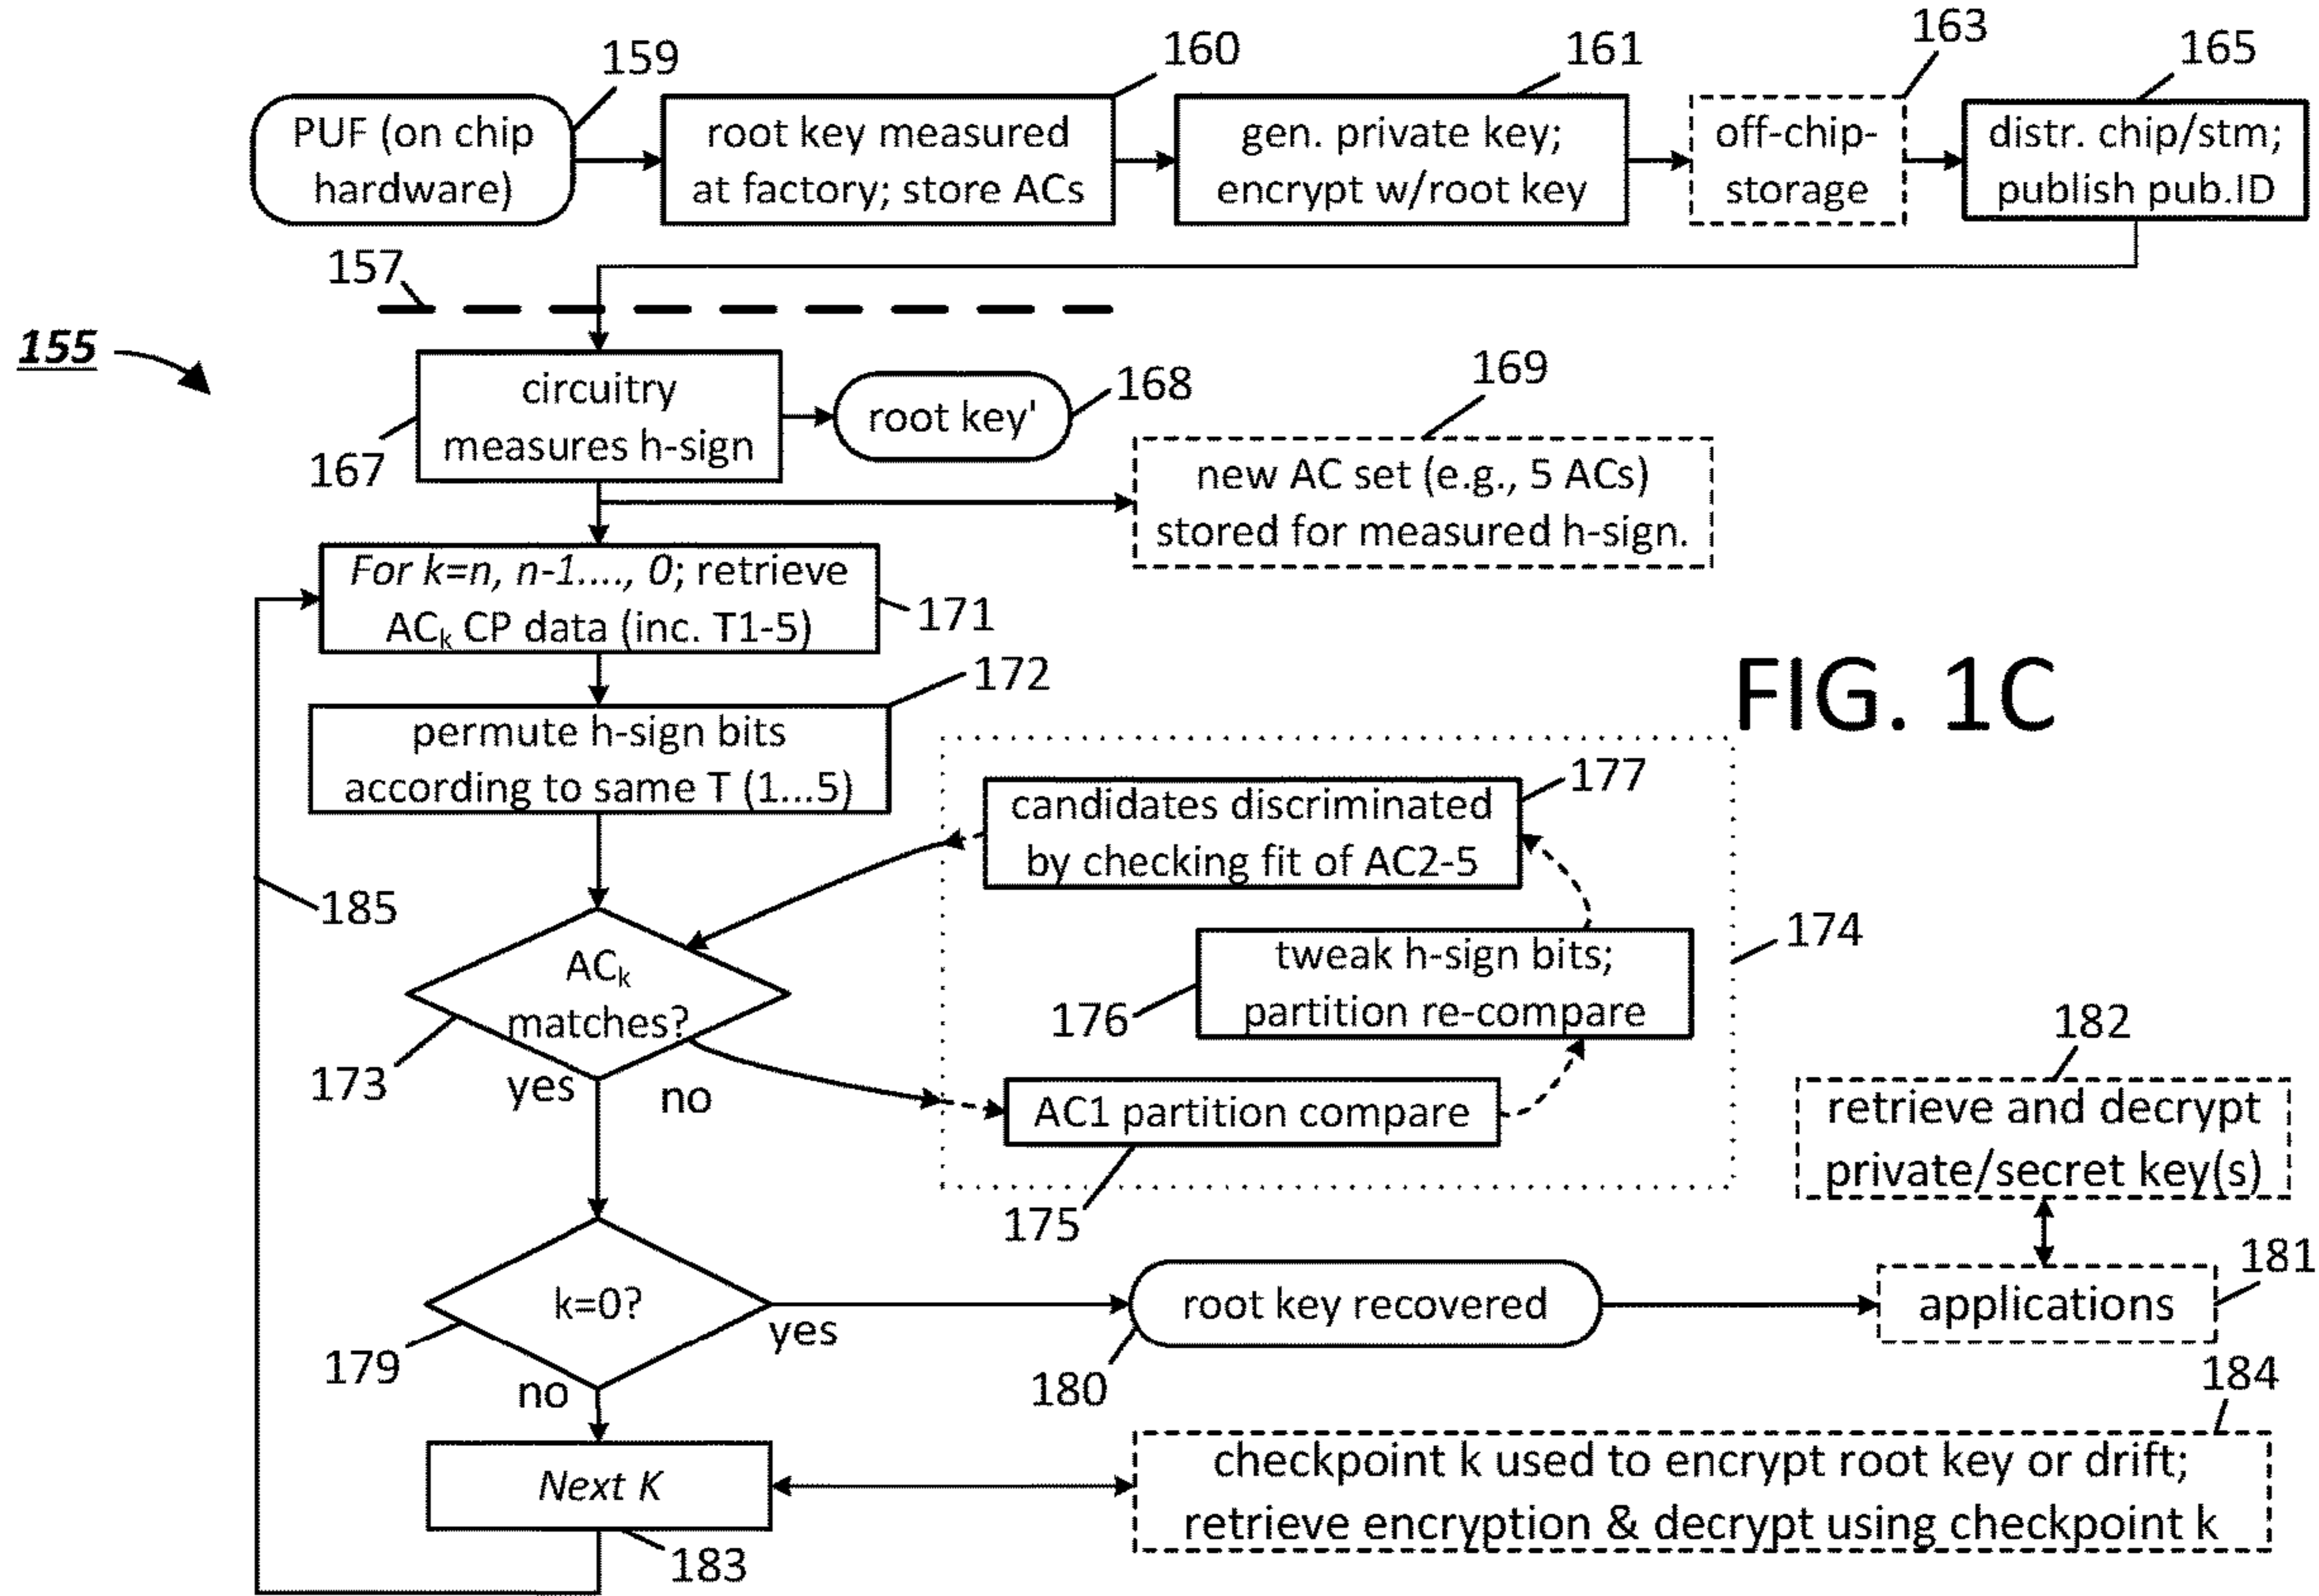 159
160
161
163
165
PUF (on chip
hardware)
root key measured
at factory; store ACs
gen. private key;
encrypt w/root key
off-chip-
storage
distr. chip/stm;
publish pub.ID
157
155
circuitry
measures h-sign
167
root key'
168
169
new AC set (e.g., 5 ACs)
stored for measured h-sign.
For k=n, n-1...., 0; retrieve
ACk CP data (inc. T1-5)
171
172
permute h-sign bits
according to same T (1...5)
FIG. 1C
177
candidates discriminated
by checking fit of AC2-5
185
174
ACk
matches?
173
yes
no
tweak h-sign bits;
partition re-compare
176
AC1 partition compare
175
182
retrieve and decrypt
private/secret key(s)
k=0?
179
yes
no
root key recovered
180
applications
181
184
Next K
183
checkpoint k used to encrypt root key or drift;
retrieve encryption & decrypt using checkpoint k